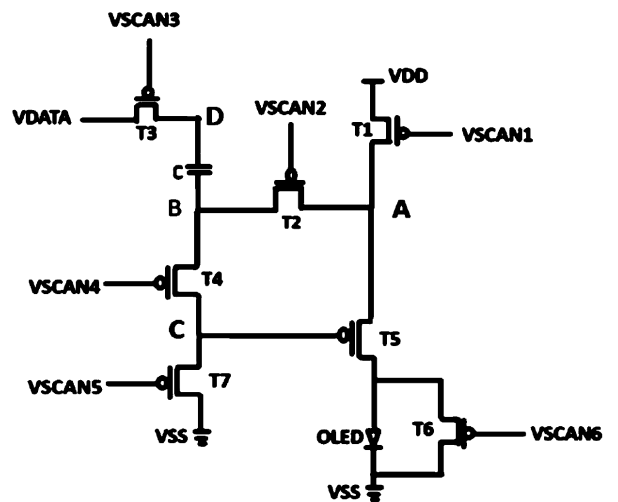 VSCAN3
VDD
VDATA
T3
D
VSCAN2
T1
VSCAN1
C
B
T2
A
VSCAN4
T4
C
T5
VSCAN5
T7
VSS
OLED
T6
VSCAN6
VSS